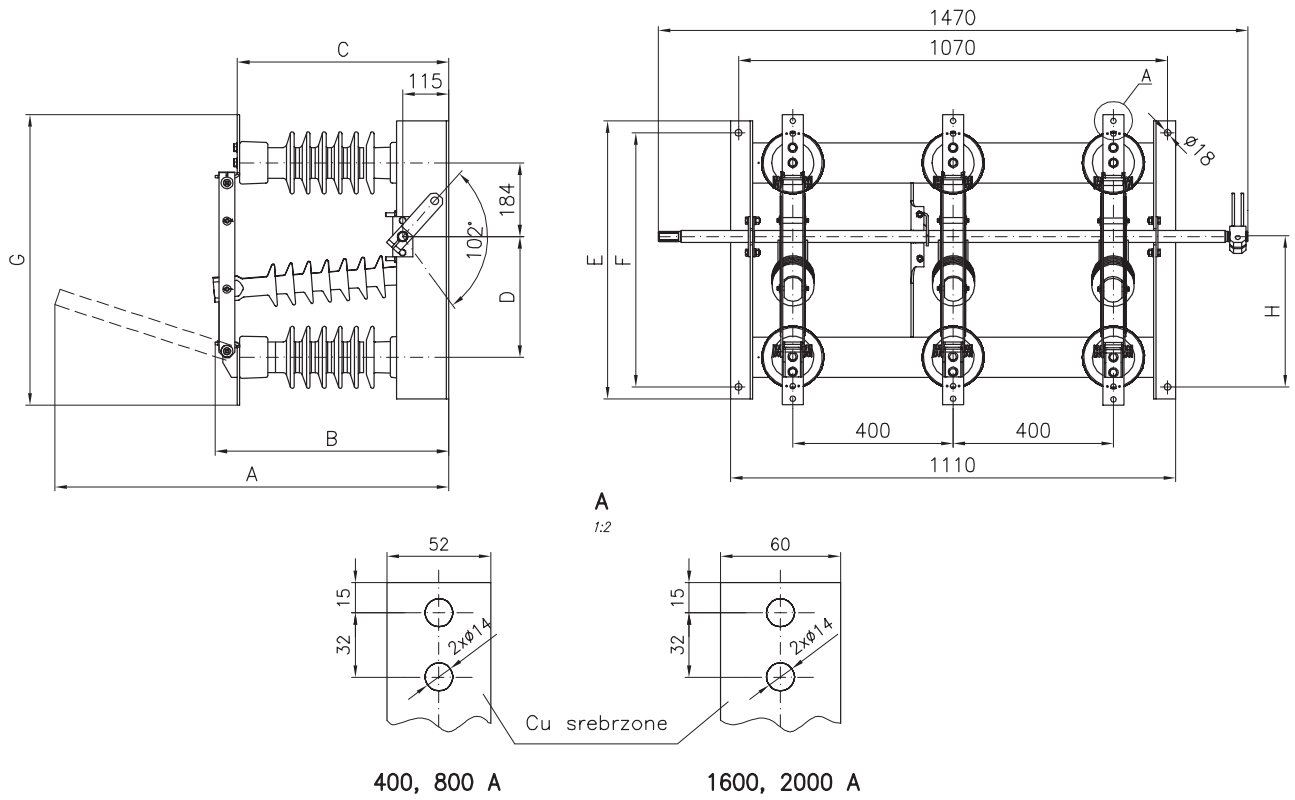 1470
C
1070
115
A
ø18
184
102°
G
E
F
D
H
B
400
400
A
1110
A
1:2
52
60
15
15
32
32
2xø14
2xø14
Cu srebrzone
400, 800 A
1600, 2000 A